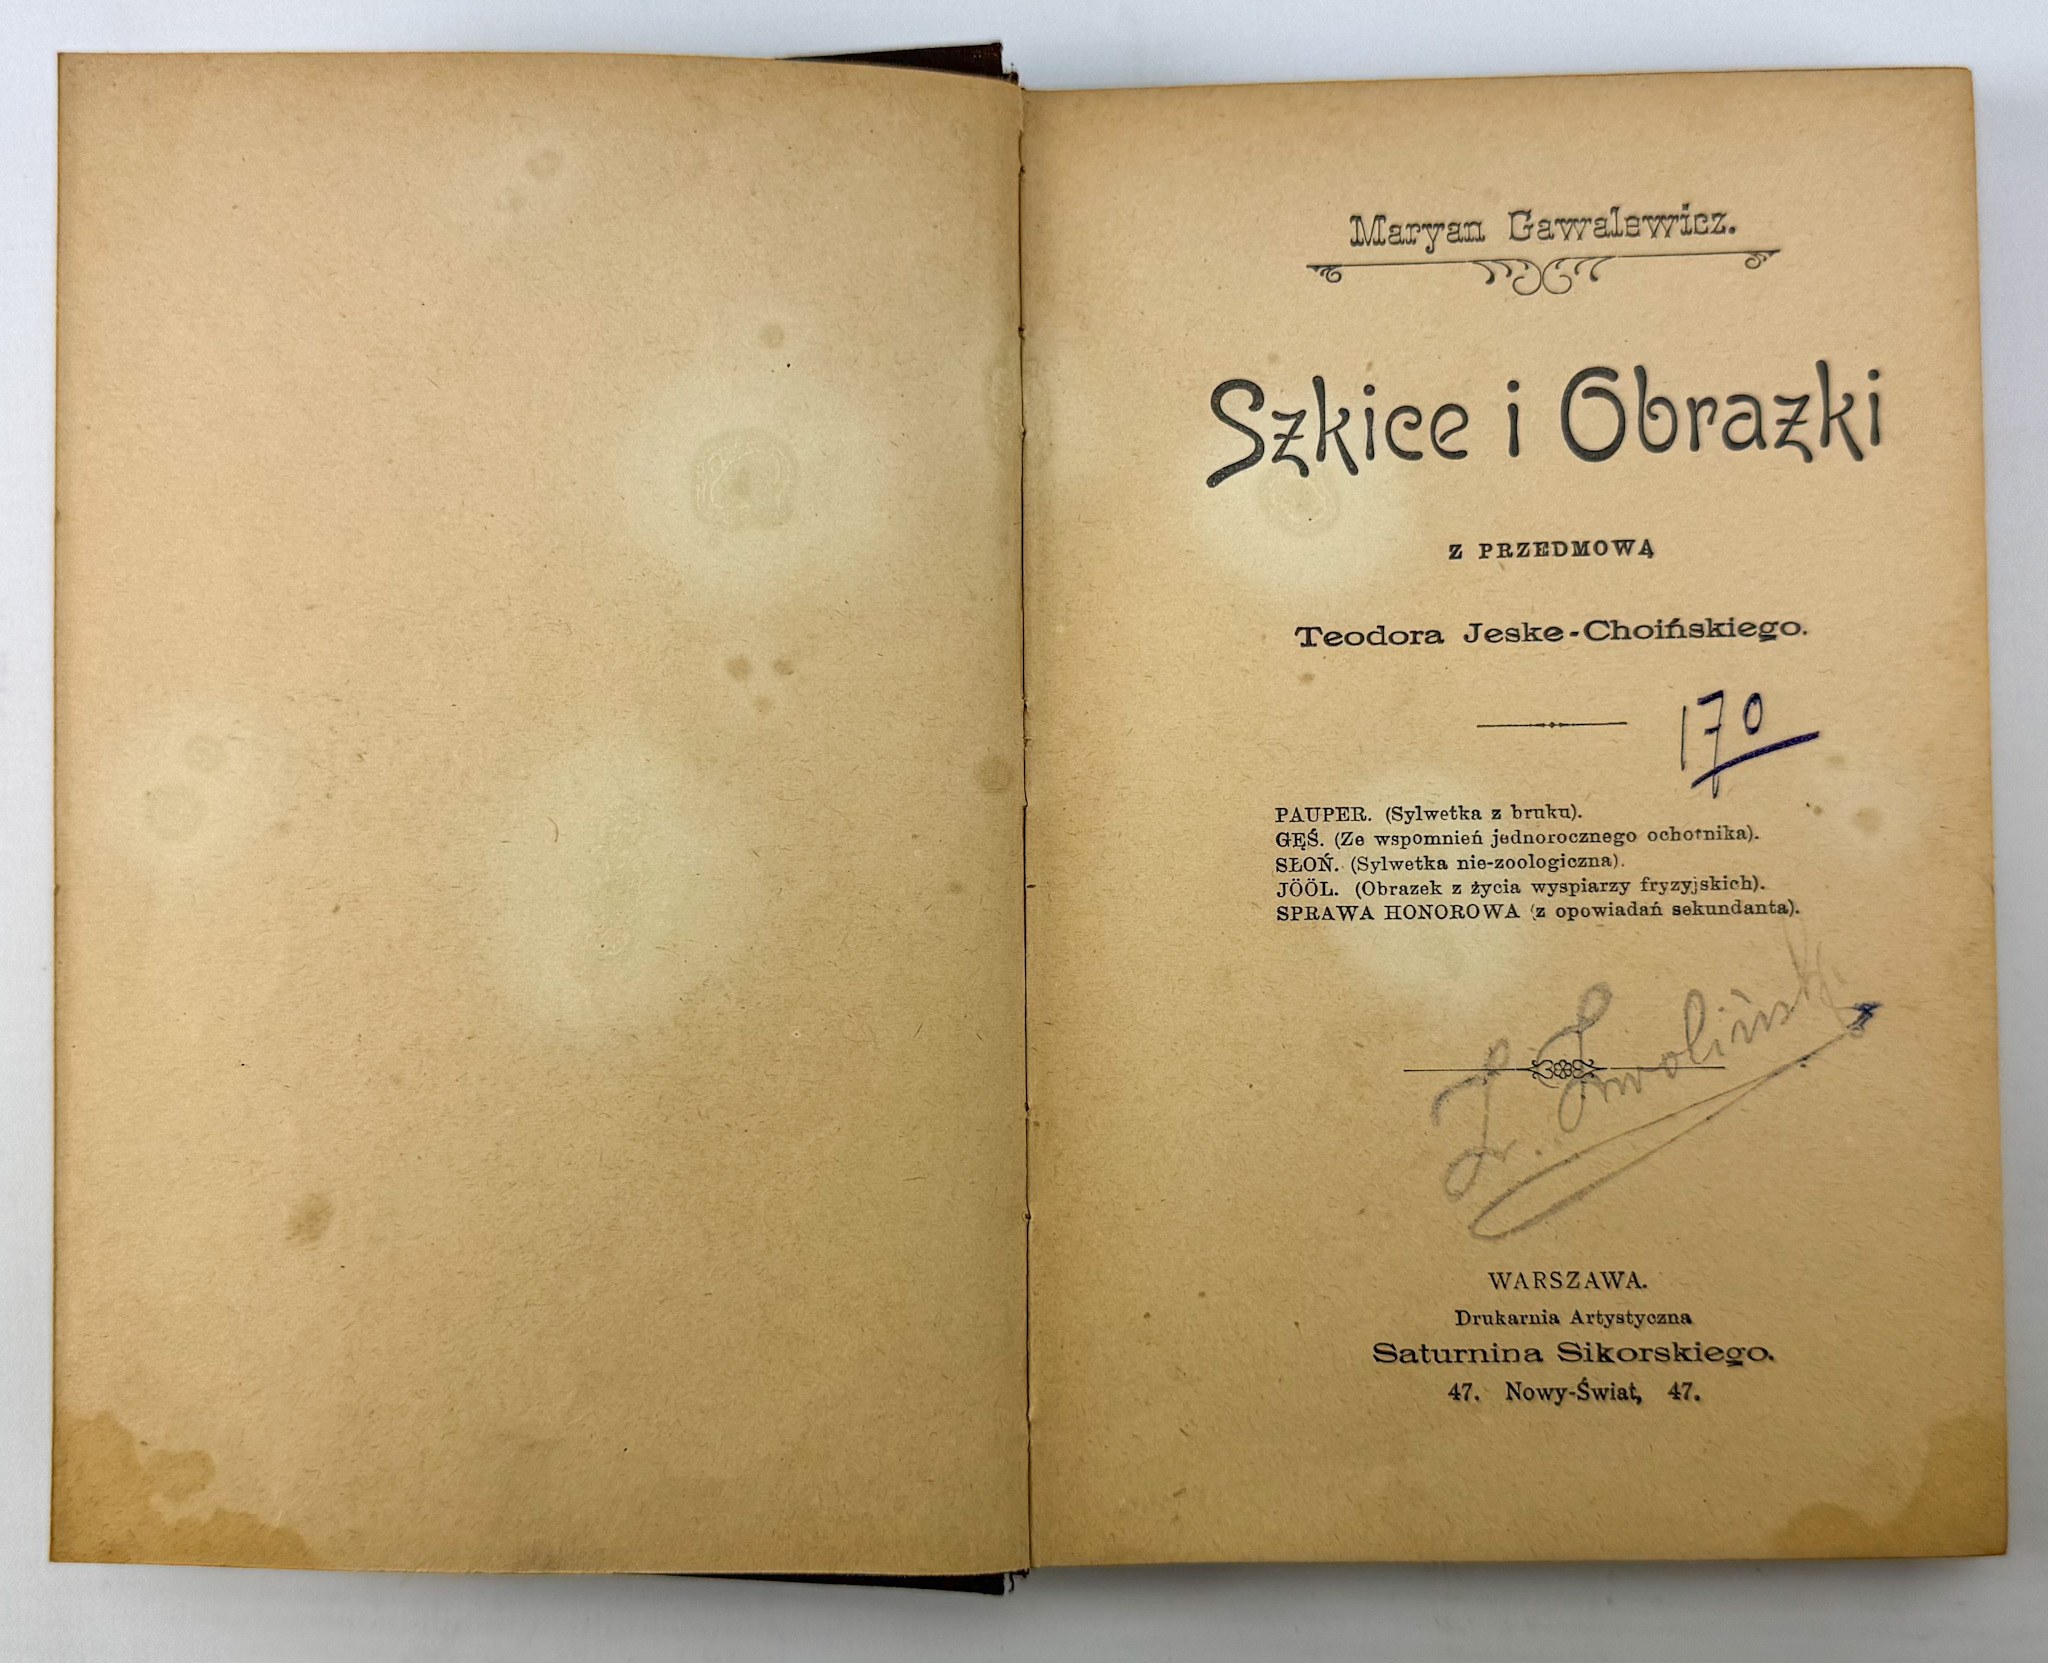 Maryan Gawalewicz.
Szkice i Obrazki
Z PRZEDMOWĄ
Teodora Jeske-Choińskiego.
170
PAUPER. (Sylwetka z bruku).
GĘŚ. (Ze wspomnień jednorocznego ochotnika).
SŁOŃ. (Sylwetka nie-zoologiczna).
JÖÖL. (Obrazek z życia wyspiarzy fryzyjskich).
SPRAWA HONOROWA (z opowiadań sekundanta).
WARSZAWA.
Drukarnia Artystyczna
Saturnina Sikorskiego.
47. Nowy-Świat, 47.